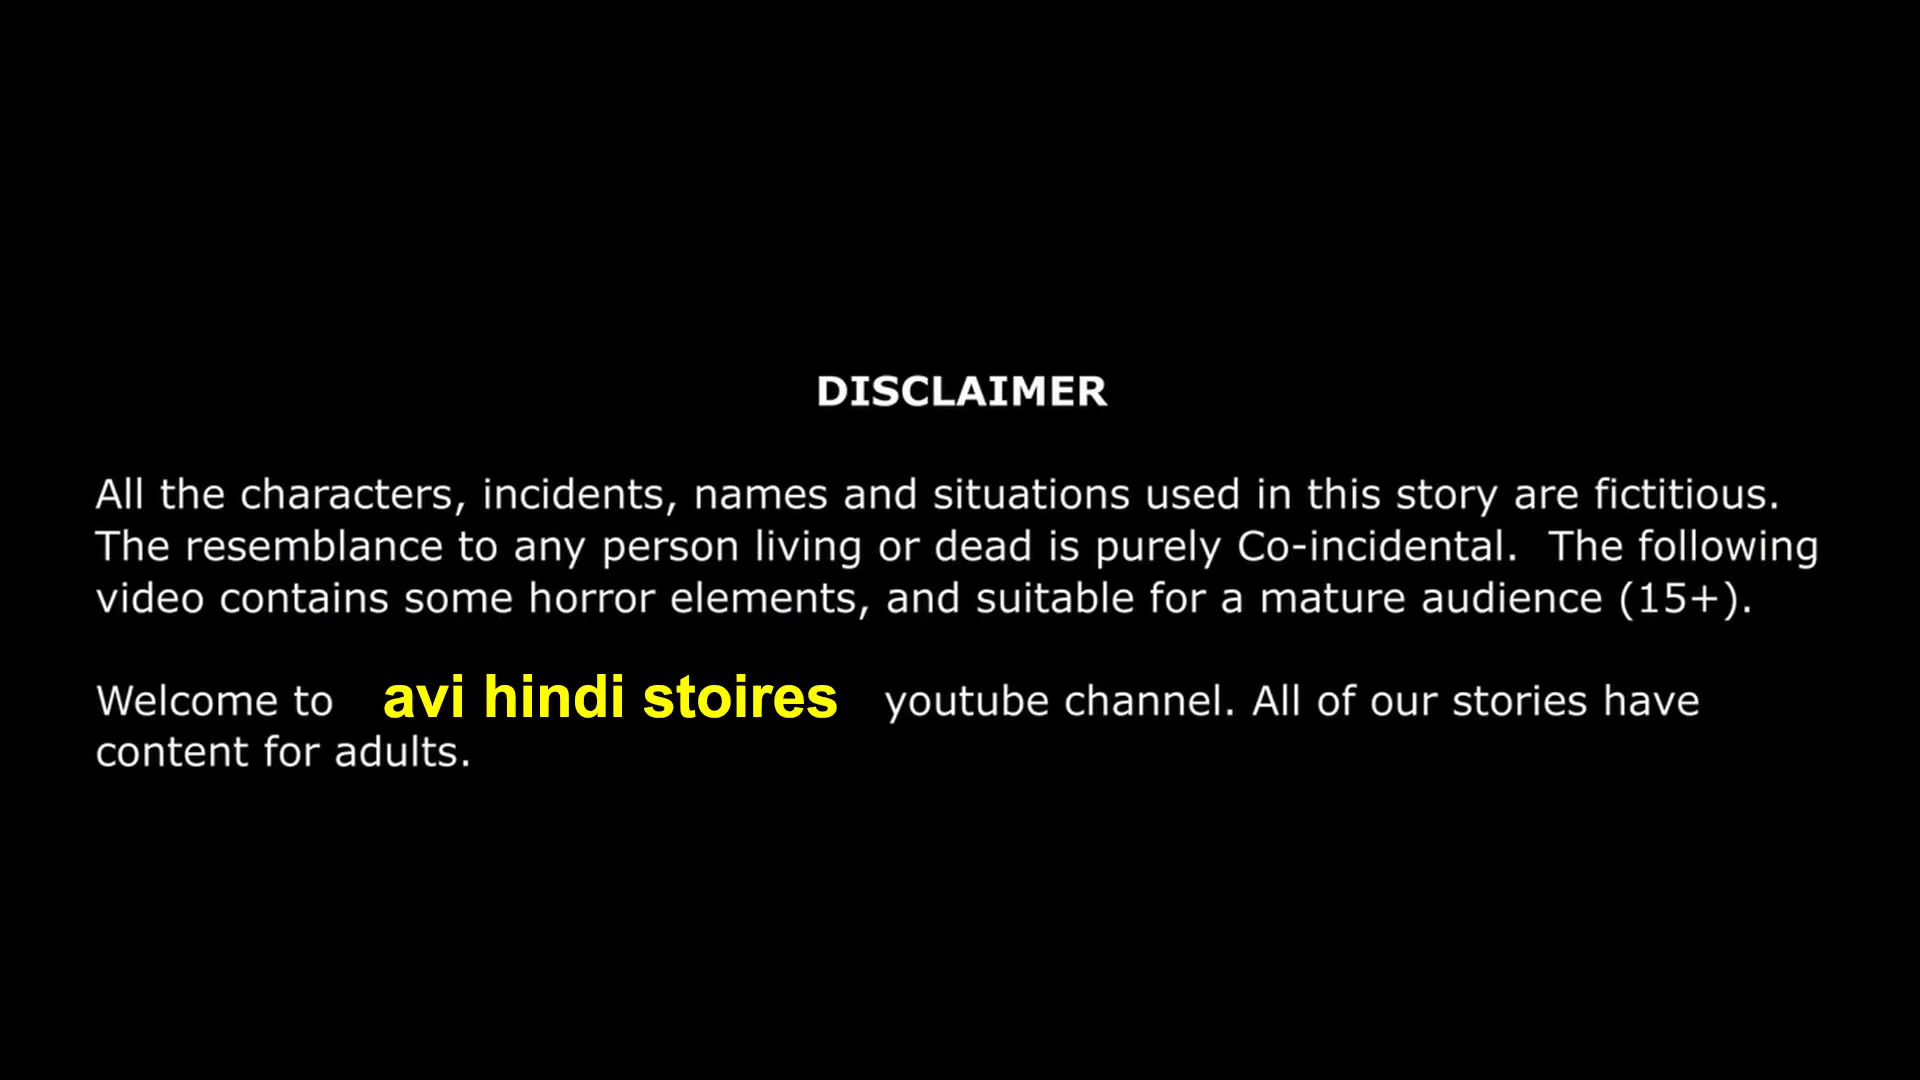 DISCLAIMER
All the characters, incidents, names and situations used in this story are fictitious.
The resemblance to any person living or dead is purely Co-incidental. The following
video contains some horror elements, and suitable for a mature audience (15+).
Welcome to avi hindi stoires youtube channel. All of our stories have
content for adults.